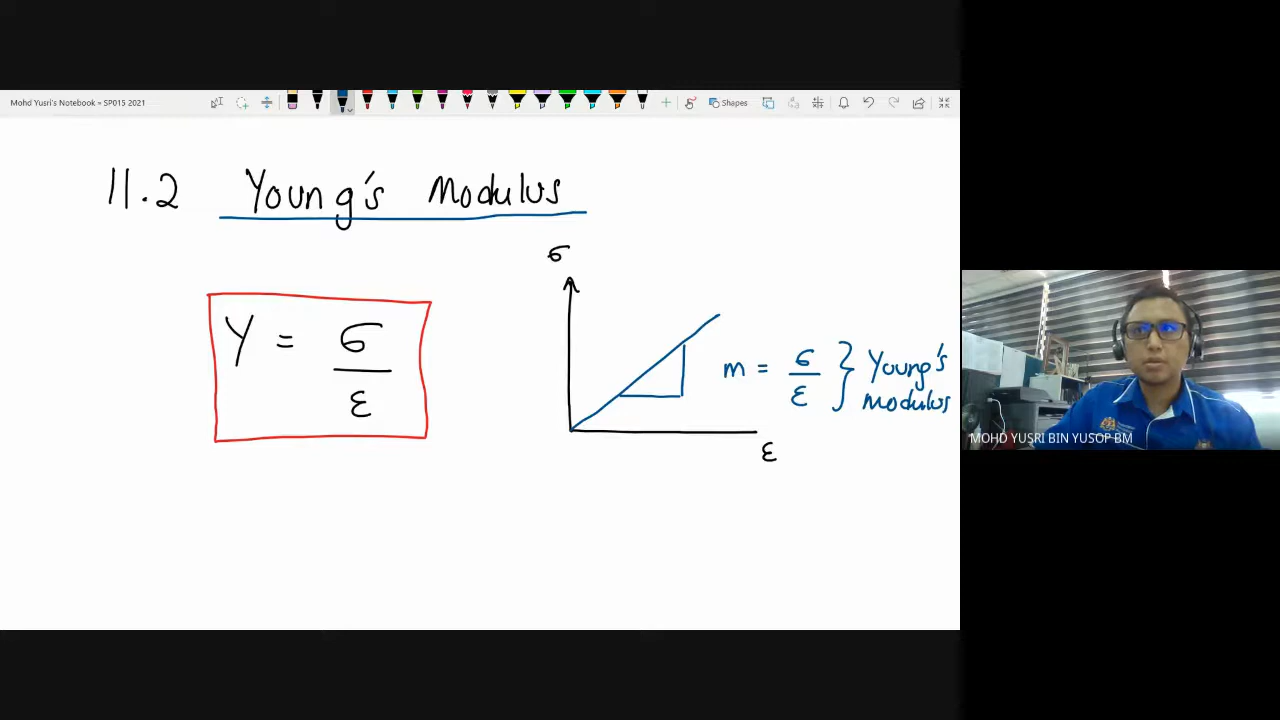 Mohd Yusri's Notebook » SP015 2021
Shapes
11.2 Young's Modulus
σ
Y = σ
ε
m = σ
ε
} Young's
modulus
ε
MOHD YUSRI BIN YUSOP BM